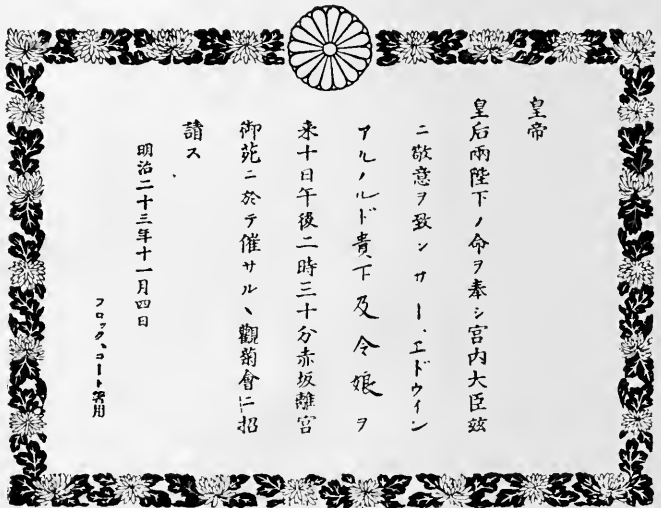 皇帝
皇后兩陛下ノ命ヲ奉シ宮内大臣玆
ニ敬意ヲ致シサー、エドウイン
アルノルド貴下及令娘ヲ
来十日午後二時三十分赤坂離宮
御苑ニ於テ催サルヽ觀菊會ニ招
請ス
明治二十三年十一月四日
フロック、コート著用